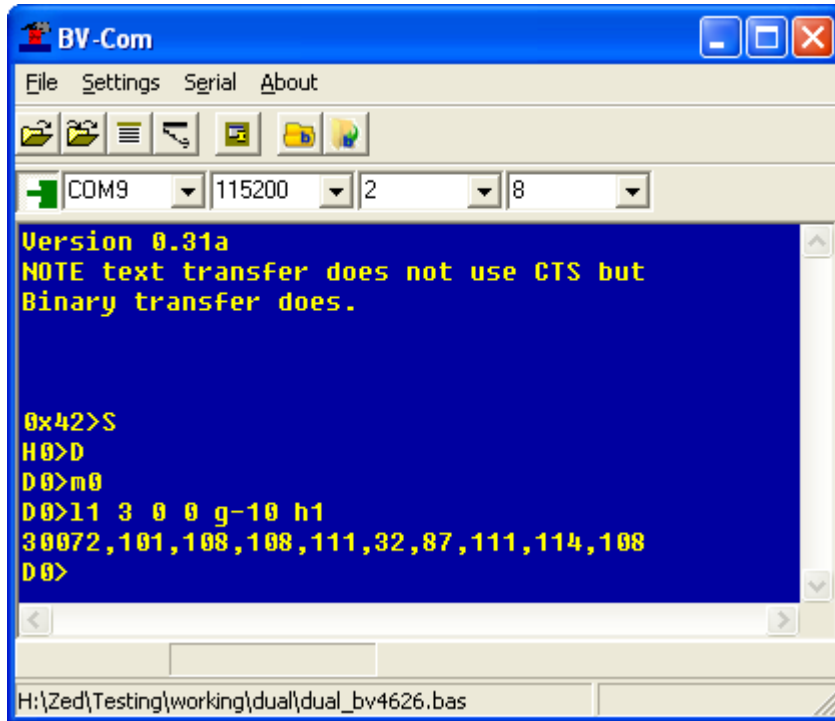 BV-Com
File Settings Serial About
COM9 115200 2 8
Version 0.31a
NOTE text transfer does not use CTS but
Binary transfer does.
0x42>S
H0>D
D0>m0
D0>l1 3 0 0 g-10 h1
30072,101,108,108,111,32,87,111,114,108
D0>
H:\Zed\Testing\working\dual\dual_bv4626.bas